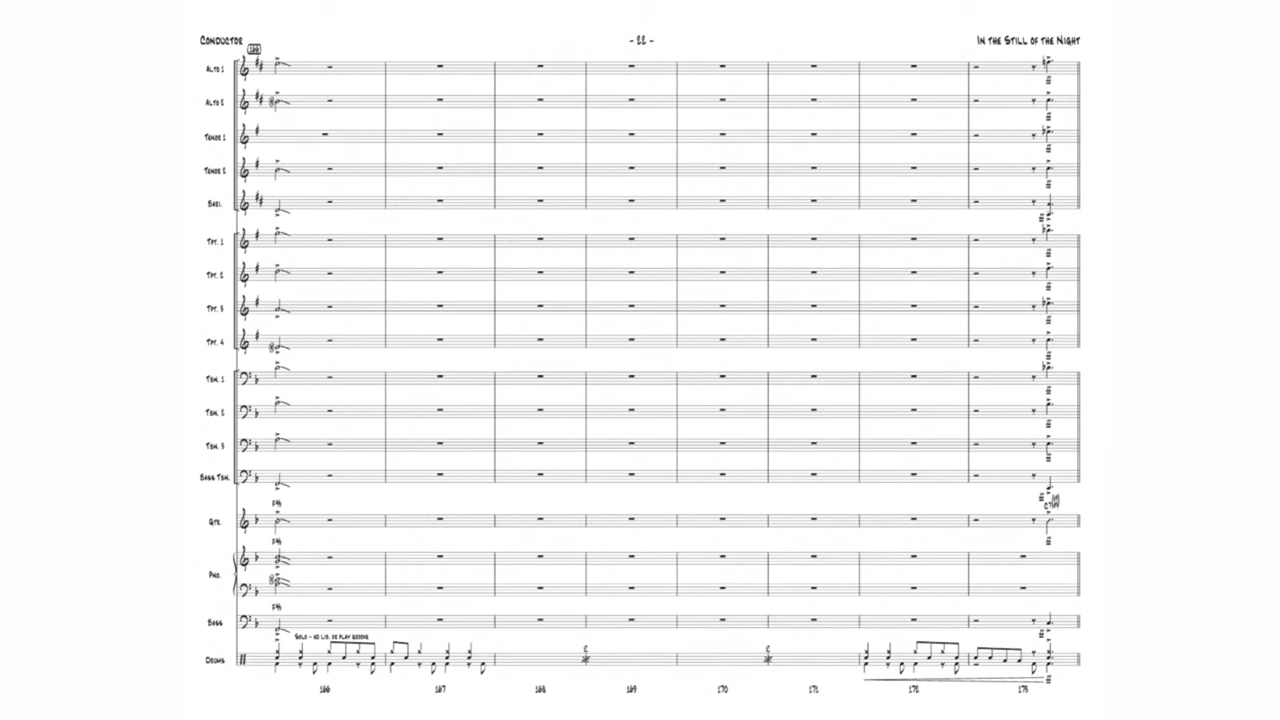 CONDUCTOR
- 22 -
IN THE STILL OF THE NIGHT
166
ALTO 1
ALTO 2
TENOR 1
TENOR 2
BARI.
TPT. 1
TPT. 2
TPT. 3
TPT. 4
TBN. 1
TBN. 2
TBN. 3
BASS TBN.
GTR.
PNO.
BASS
SOLO - AD LIB. OR PLAY GROOVE
DRUMS
166 167 168 169 170 171 172 173